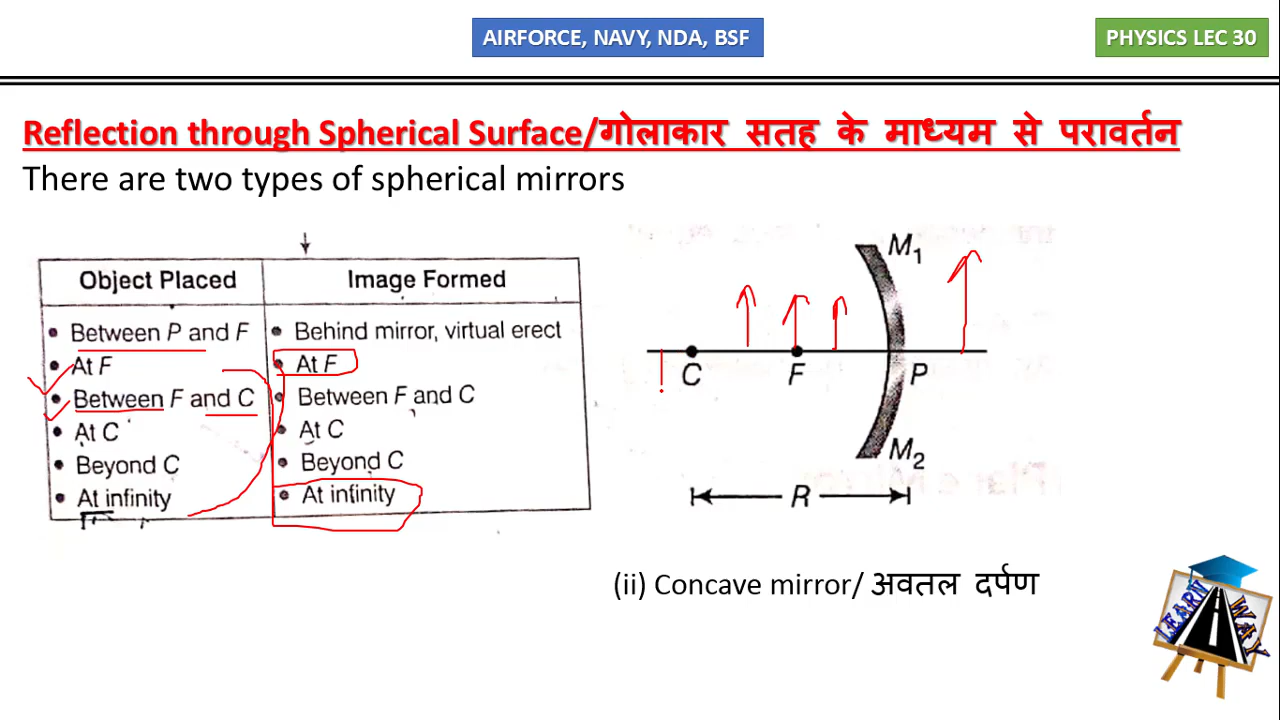 AIRFORCE, NAVY, NDA, BSF
PHYSICS LEC 30
Reflection through Spherical Surface/गोलाकार सतह के माध्यम से परावर्तन
There are two types of spherical mirrors
Object Placed Image Formed
• Between P and F • Behind mirror, virtual erect
• At F • At F
• Between F and C • Between F and C
• At C • At C
• Beyond C • Beyond C
• At infinity • At infinity
M1
C F P
M2
R
(ii) Concave mirror/ अवतल दर्पण
LEARN WAY